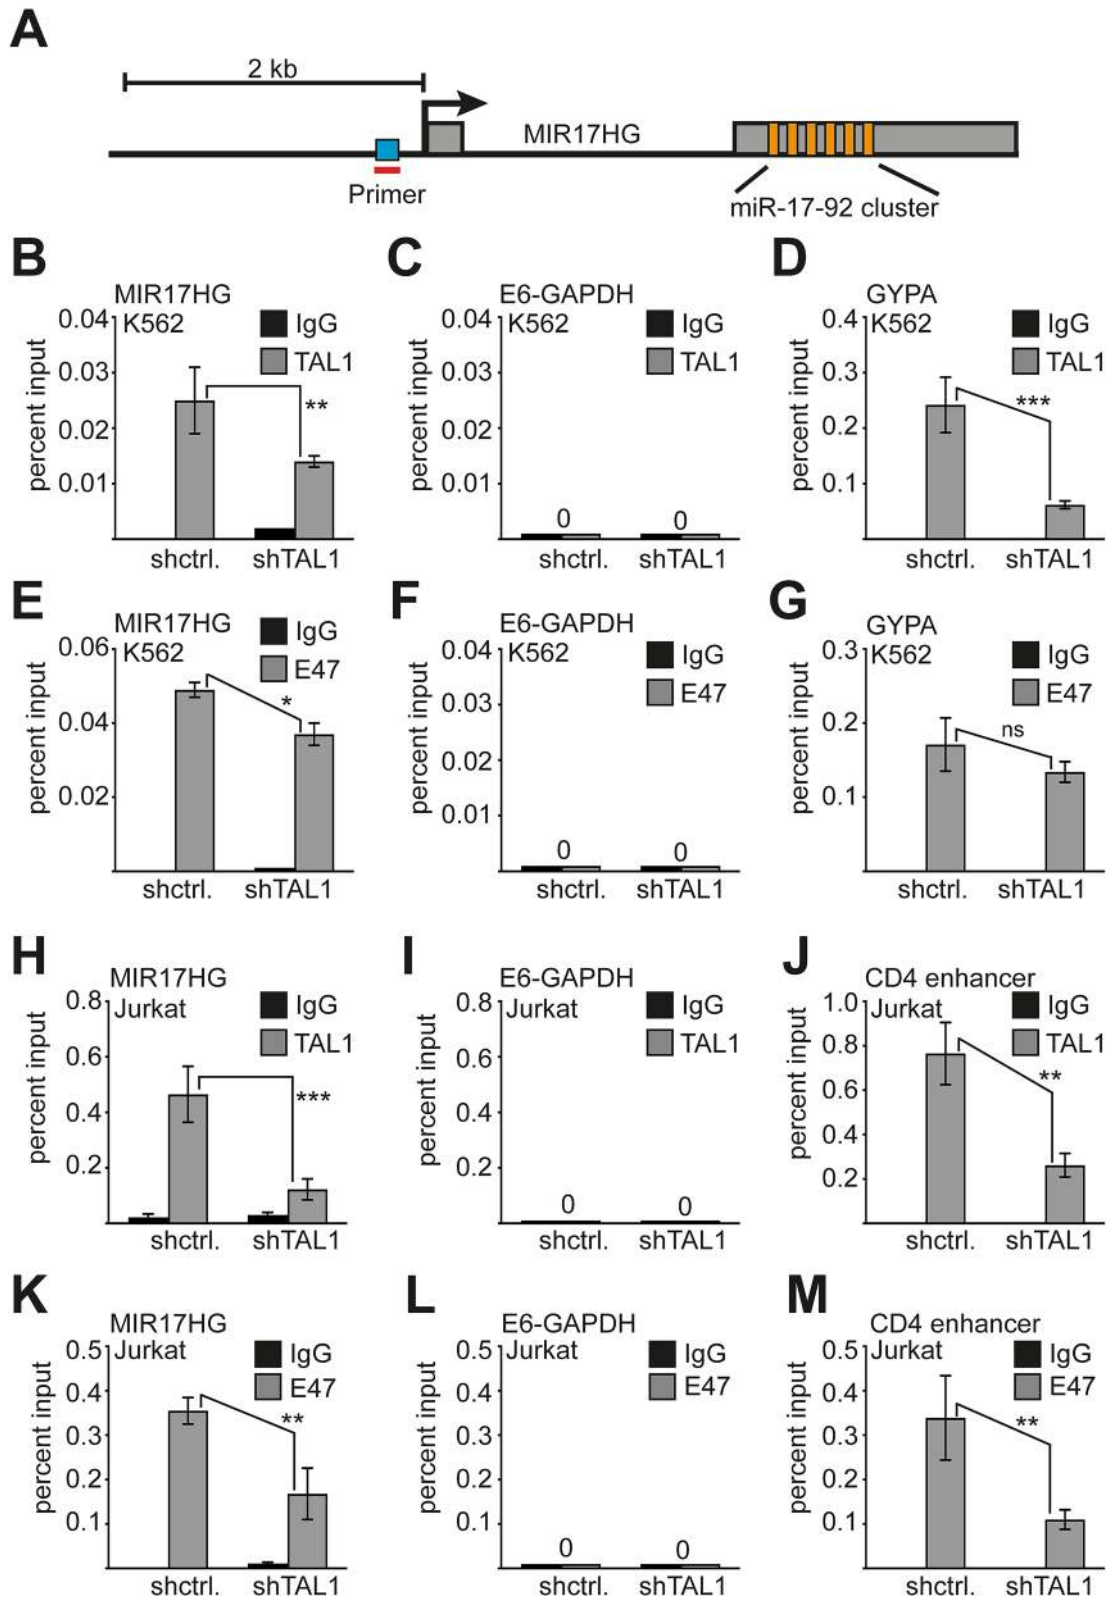 A
2 kb
MIR17HG
Primer
miR-17-92 cluster
B
MIR17HG
K562
IgG
TAL1
percent input
0.04
0.03
0.02
0.01
**
shctrl. shTAL1
C
E6-GAPDH
K562
IgG
TAL1
percent input
0.04
0.03
0.02
0.01
0 0
shctrl. shTAL1
D
GYPA
K562
IgG
TAL1
percent input
0.4
0.3
0.2
0.1
***
shctrl. shTAL1
E
MIR17HG
K562
IgG
E47
percent input
0.06
0.04
0.02
*
shctrl. shTAL1
F
E6-GAPDH
K562
IgG
E47
percent input
0.04
0.03
0.02
0.01
0 0
shctrl. shTAL1
G
GYPA
K562
IgG
E47
percent input
0.3
0.2
0.1
ns
shctrl. shTAL1
H
MIR17HG
Jurkat
IgG
TAL1
percent input
0.8
0.6
0.4
0.2
***
shctrl. shTAL1
I
E6-GAPDH
Jurkat
IgG
TAL1
percent input
0.8
0.6
0.4
0.2
0 0
shctrl. shTAL1
J
CD4 enhancer
Jurkat
IgG
TAL1
percent input
1.0
0.8
0.6
0.4
0.2
**
shctrl. shTAL1
K
MIR17HG
Jurkat
IgG
E47
percent input
0.5
0.4
0.3
0.2
0.1
**
shctrl. shTAL1
L
E6-GAPDH
Jurkat
IgG
E47
percent input
0.5
0.4
0.3
0.2
0.1
0 0
shctrl. shTAL1
M
CD4 enhancer
Jurkat
IgG
E47
percent input
0.5
0.4
0.3
0.2
0.1
**
shctrl. shTAL1